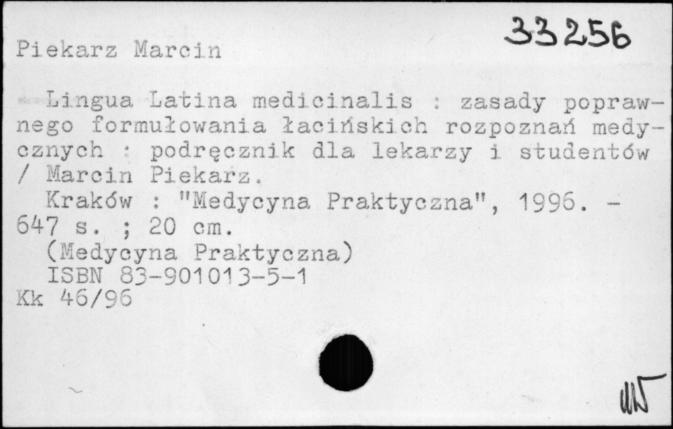 33256
Piekarz Marcin
Lingua Latina medicinalis : zasady popraw-
nego formułowania łacińskich rozpoznań medy-
cznych : podręcznik dla lekarzy i studentów
/ Marcin Piekarz.
Kraków : "Medycyna Praktyczna", 1996. -
647 s. ; 20 cm.
(Medycyna Praktyczna)
ISBN 83-901013-5-1
Kk 46/96